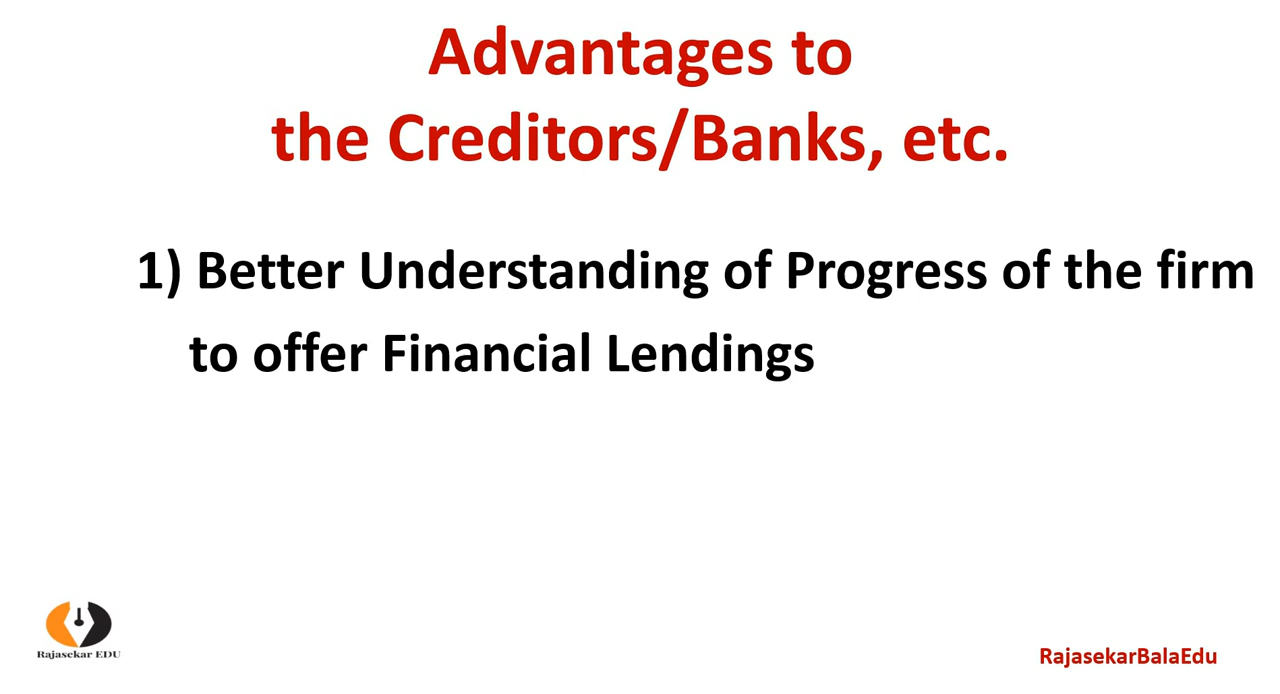 Advantages to
the Creditors/Banks, etc.
1) Better Understanding of Progress of the firm
to offer Financial Lendings
Rajasekar EDU
RajasekarBalaEdu